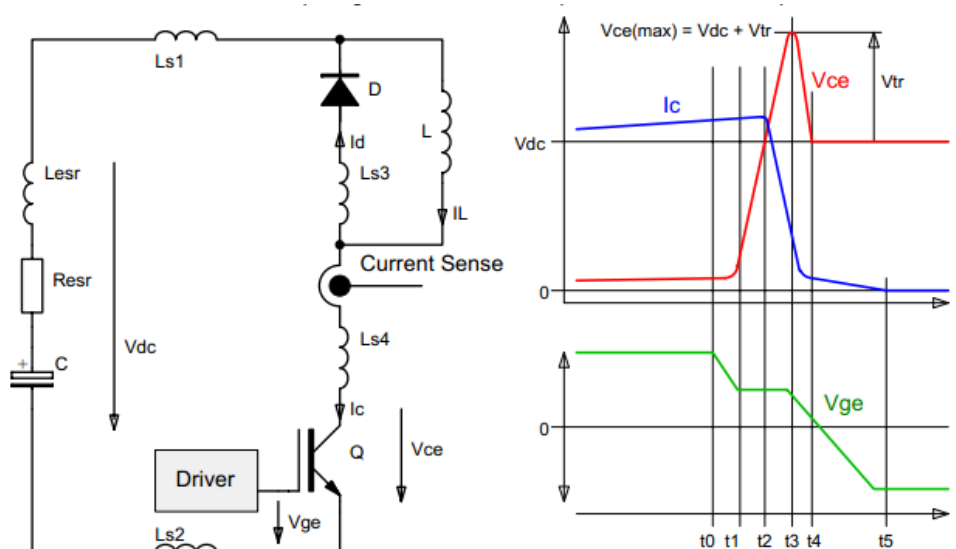 Ls1
D
L
Id
Ls3
Lesr
IL
Current Sense
Resr
Ls4
Vdc
+
C
Ic
Q
Vce
Driver
Vge
Ls2
Vce(max) = Vdc + Vtr
Vce
Vtr
Ic
Vdc
0
Vge
0
t0 t1 t2 t3 t4 t5